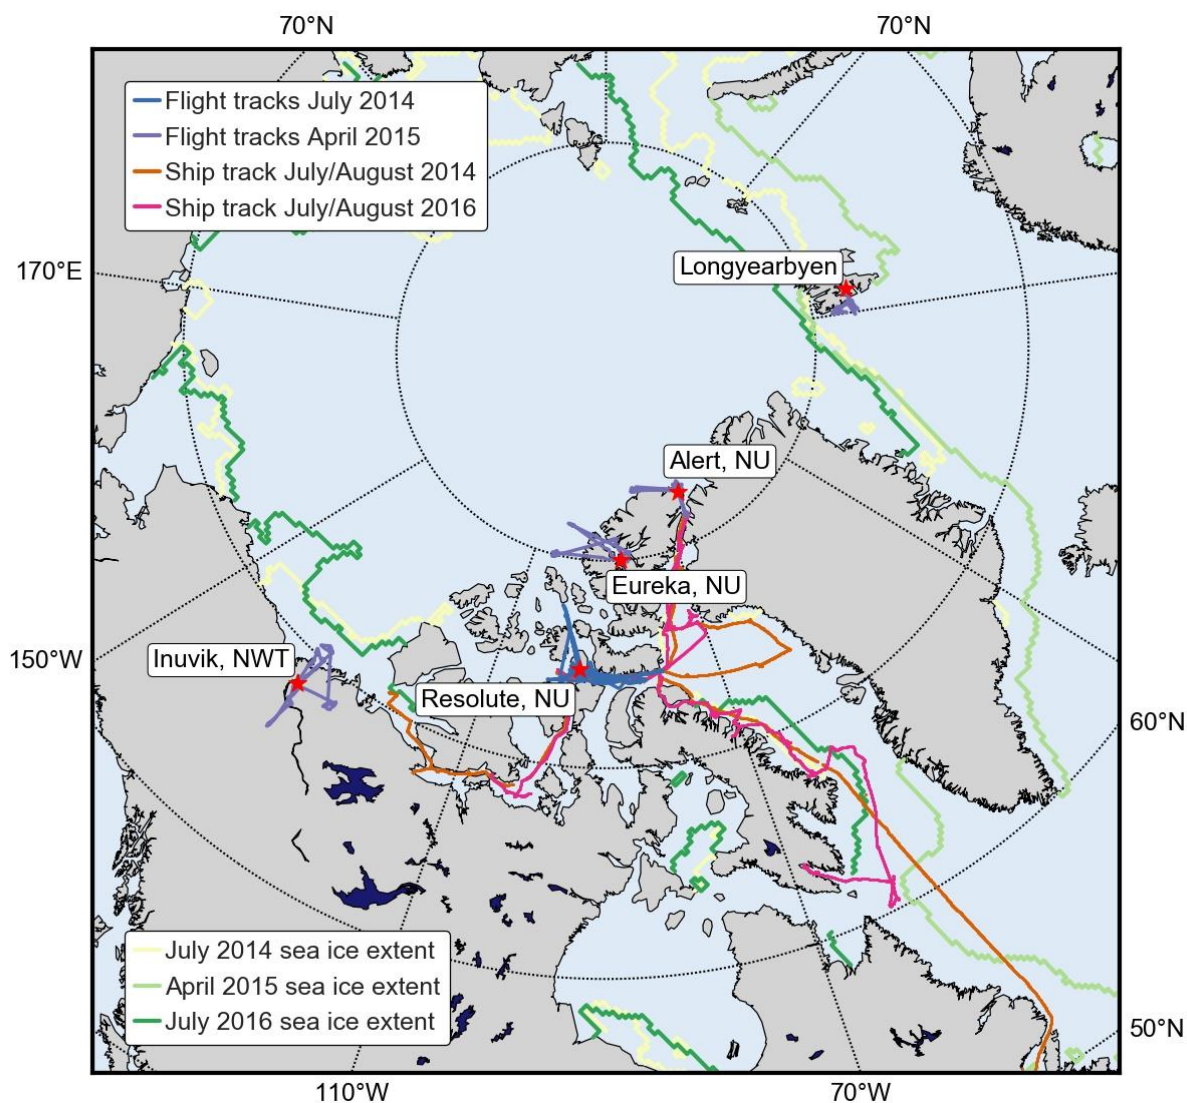 70°N
70°N
Flight tracks July 2014
Flight tracks April 2015
Ship track July/August 2014
Ship track July/August 2016
170°E
Longyearbyen
Alert, NU
Eureka, NU
Inuvik, NWT
150°W
Resolute, NU
60°N
July 2014 sea ice extent
April 2015 sea ice extent
July 2016 sea ice extent
50°N
110°W
70°W